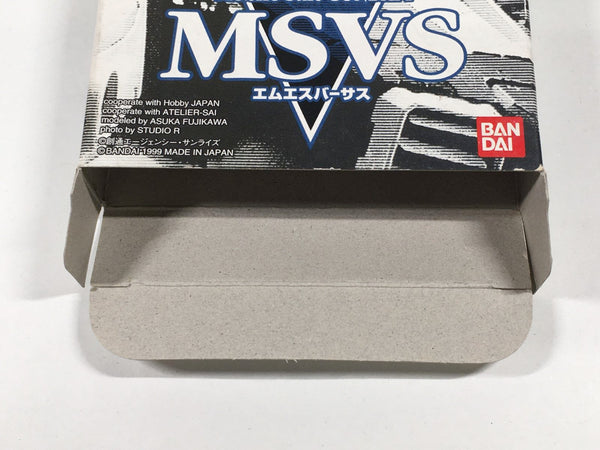 MSVS
エムエスバーサス
cooperate with Hobby JAPAN
cooperate with ATELIER-SAI
modeled by ASUKA FUJIKAWA
photo by STUDIO R
©創通エージェンシー・サンライズ
©BANDAI 1999 MADE IN JAPAN
BAN
DAI